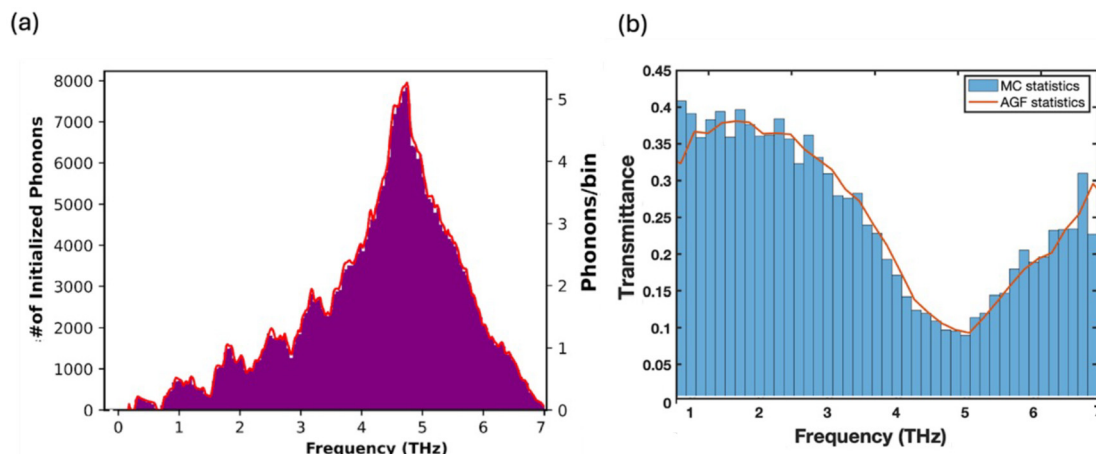 (a)
(b)
8000
7000
6000
5000
4000
3000
2000
1000
0
:#of Initialized Phonons
5
4
3
2
1
0
Phonons/bin
0 1 2 3 4 5 6 7
Frequency (THz)
0.45
0.4
0.35
0.3
0.25
0.2
0.15
0.1
0.05
0
Transmittance
MC statistics
AGF statistics
1 2 3 4 5 6 7
Frequency (THz)